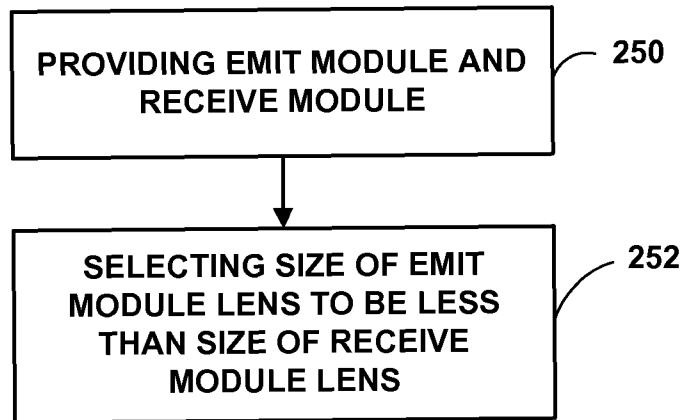 PROVIDING EMIT MODULE AND
RECEIVE MODULE
250
SELECTING SIZE OF EMIT
MODULE LENS TO BE LESS
THAN SIZE OF RECEIVE
MODULE LENS
252